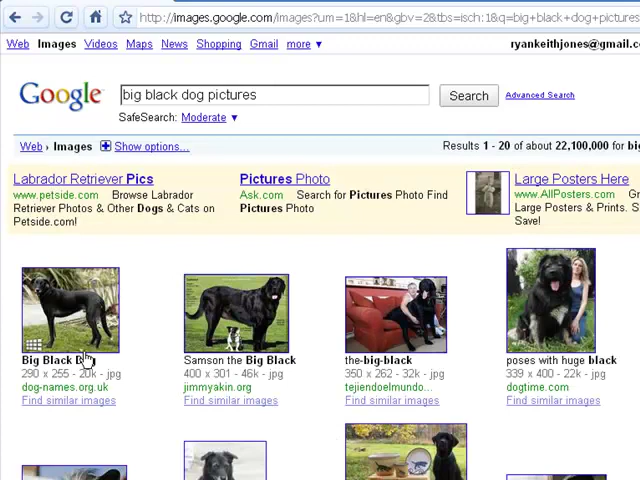 http://images.google.com/images?um=1&hl=en&gbv=2&tbs=isch:1&q=big+black+dog+pictures
Web Images Videos Maps News Shopping Gmail more ▼ ryankeithjones@gmail.c
Google big black dog pictures Search Advanced Search
SafeSearch: Moderate ▼
Web › Images Show options... Results 1 - 20 of about 22,100,000 for
Labrador Retriever Pics
www.petside.com Browse Labrador
Retriever Photos & Other Dogs & Cats on
Petside.com!
Pictures Photo
Ask.com Search for Pictures Photo Find
Pictures Photo
Large Posters Here
www.AllPosters.com
Large Posters & Prints.
Save!
Big Black
290 x 255 - 20k - jpg
dog-names.org.uk
Find similar images
Samson the Big Black
400 x 301 - 46k - jpg
jimmyakin.org
Find similar images
the-big-black
350 x 262 - 32k - jpg
tejiendoelmundo...
Find similar images
poses with huge black
339 x 400 - 22k - jpg
dogtime.com
Find similar images